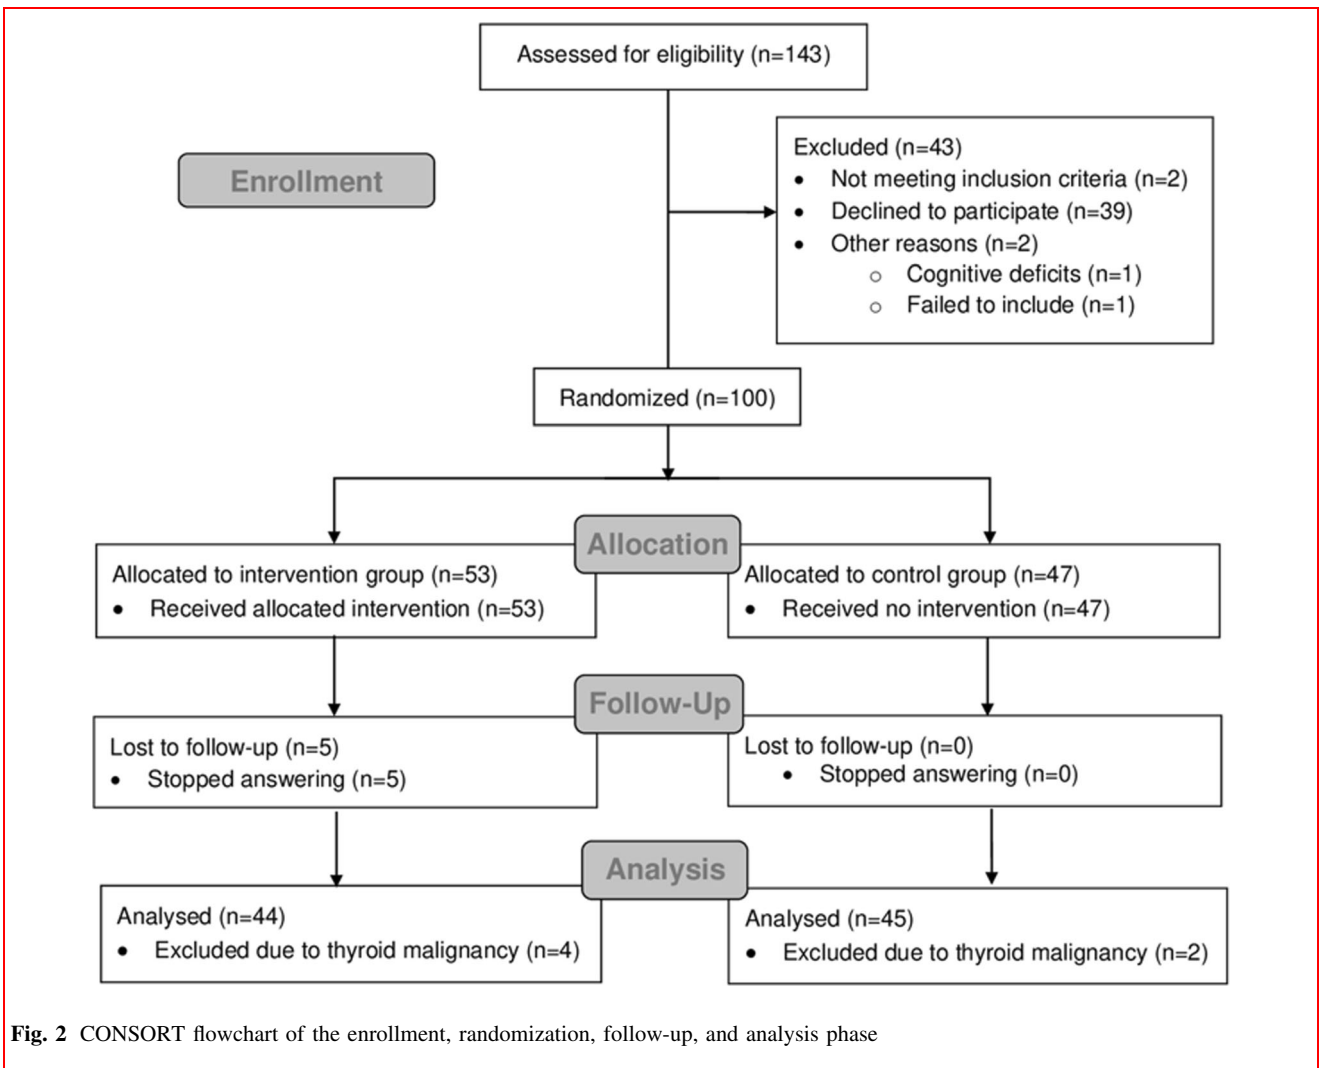 Assessed for eligibility (n=143)
Enrollment
Excluded (n=43)
• Not meeting inclusion criteria (n=2)
• Declined to participate (n=39)
• Other reasons (n=2)
○ Cognitive deficits (n=1)
○ Failed to include (n=1)
Randomized (n=100)
Allocation
Allocated to intervention group (n=53)
• Received allocated intervention (n=53)
Allocated to control group (n=47)
• Received no intervention (n=47)
Follow-Up
Lost to follow-up (n=5)
• Stopped answering (n=5)
Lost to follow-up (n=0)
• Stopped answering (n=0)
Analysis
Analysed (n=44)
• Excluded due to thyroid malignancy (n=4)
Analysed (n=45)
• Excluded due to thyroid malignancy (n=2)
Fig. 2 CONSORT flowchart of the enrollment, randomization, follow-up, and analysis phase